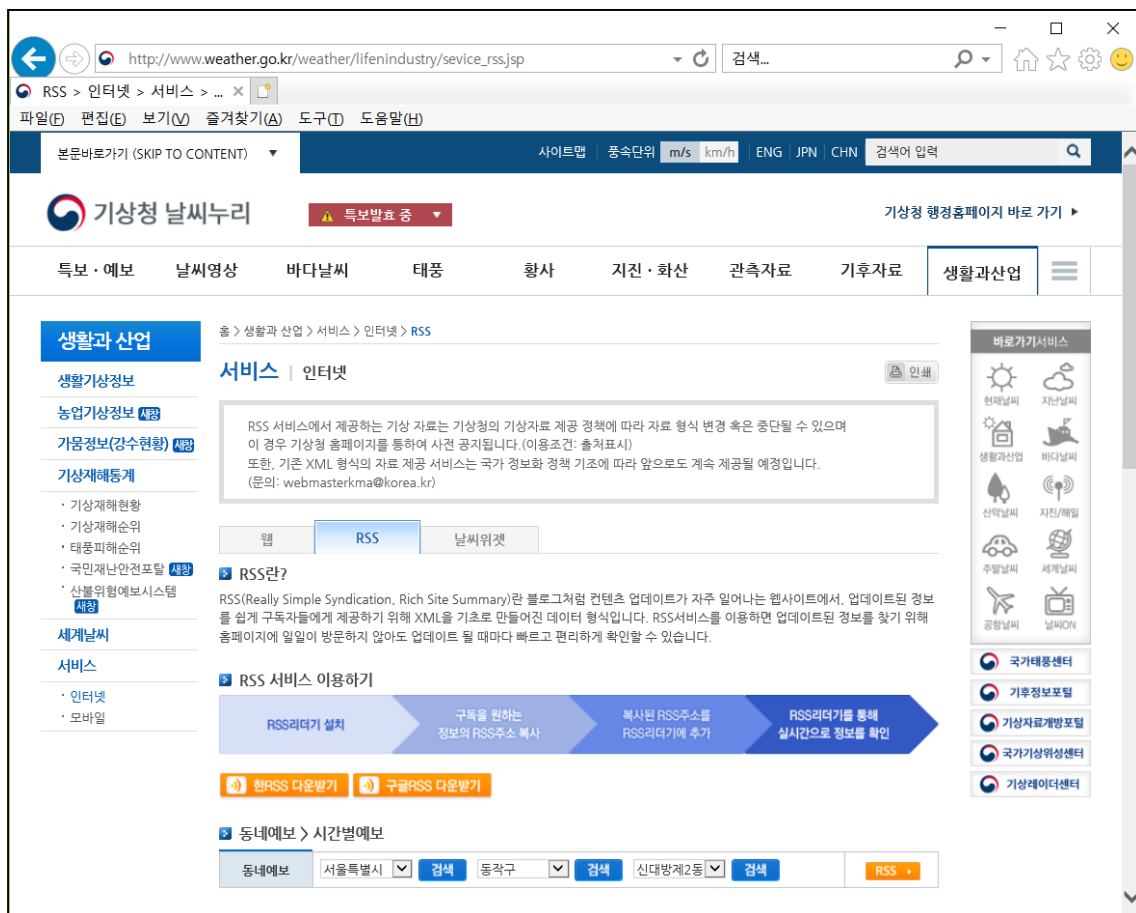 http://www.weather.go.kr/weather/lifenindustry/sevice_rss.jsp
검색...
RSS > 인터넷 > 서비스 > ...
파일(F) 편집(E) 보기(V) 즐겨찾기(A) 도구(T) 도움말(H)
본문바로가기 (SKIP TO CONTENT) ▼
사이트맵 풍속단위 m/s km/h ENG JPN CHN 검색어 입력
기상청 날씨누리
특보발효 중 ▼
기상청 행정홈페이지 바로 가기 ▶
특보·예보 날씨영상 바다날씨 태풍 황사 지진·화산 관측자료 기후자료 생활과산업
생활과 산업
생활기상정보
농업기상정보 새창
가뭄정보(강수현황) 새창
기상재해통계
· 기상재해현황
· 기상재해순위
· 태풍피해순위
· 국민재난안전포탈 새창
· 산불위험예보시스템
새창
세계날씨
서비스
· 인터넷
· 모바일
홈 > 생활과 산업 > 서비스 > 인터넷 > RSS
서비스 | 인터넷
인쇄
RSS 서비스에서 제공하는 기상 자료는 기상청의 기상자료 제공 정책에 따라 자료 형식 변경 혹은 중단될 수 있으며
이 경우 기상청 홈페이지를 통하여 사전 공지됩니다.(이용조건: 출처표시)
또한, 기존 XML 형식의 자료 제공 서비스는 국가 정보화 정책 기조에 따라 앞으로도 계속 제공될 예정입니다.
(문의: webmasterkma@korea.kr)
웹 RSS 날씨위젯
RSS란?
RSS(Really Simple Syndication, Rich Site Summary)란 블로그처럼 컨텐츠 업데이트가 자주 일어나는 웹사이트에서, 업데이트된 정보
를 쉽게 구독자들에게 제공하기 위해 XML을 기초로 만들어진 데이터 형식입니다. RSS서비스를 이용하면 업데이트된 정보를 찾기 위해
홈페이지에 일일이 방문하지 않아도 업데이트 될 때마다 빠르고 편리하게 확인할 수 있습니다.
RSS 서비스 이용하기
RSS리더기 설치
구독을 원하는
정보의 RSS주소 복사
복사된 RSS주소를
RSS리더기에 추가
RSS리더기를 통해
실시간으로 정보를 확인
한RSS 다운받기 구글RSS 다운받기
동네예보 > 시간별예보
동네예보 서울특별시 검색 동작구 검색 신대방제2동 검색 RSS
바로가기서비스
현재날씨 지난날씨
생활과산업 바다날씨
산악날씨 지진/해일
주말날씨 세계날씨
공항날씨 날씨ON
국가태풍센터
기후정보포털
기상자료개방포털
국가기상위성센터
기상레이더센터